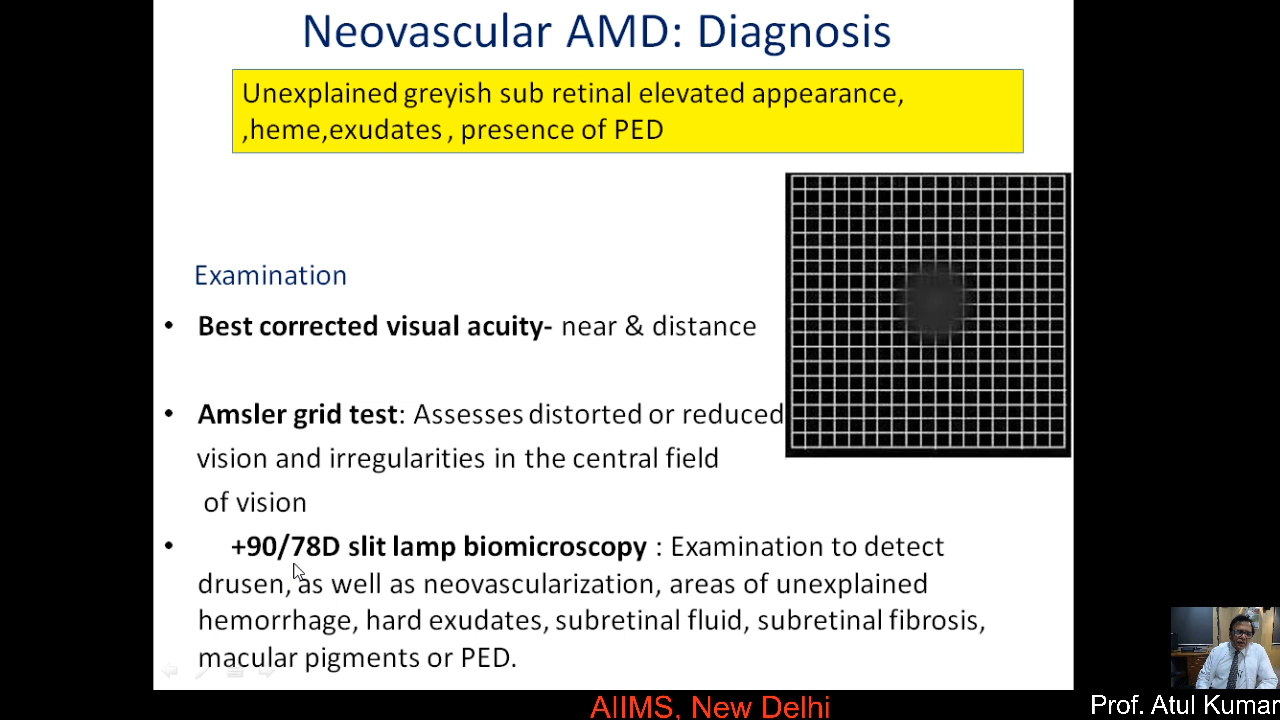 Neovascular AMD: Diagnosis
Unexplained greyish sub retinal elevated appearance,
,heme,exudates , presence of PED
Examination
• Best corrected visual acuity- near & distance
• Amsler grid test: Assesses distorted or reduced
vision and irregularities in the central field
of vision
• +90/78D slit lamp biomicroscopy : Examination to detect
drusen, as well as neovascularization, areas of unexplained
hemorrhage, hard exudates, subretinal fluid, subretinal fibrosis,
macular pigments or PED.
AIIMS, New Delhi
Prof. Atul Kumar